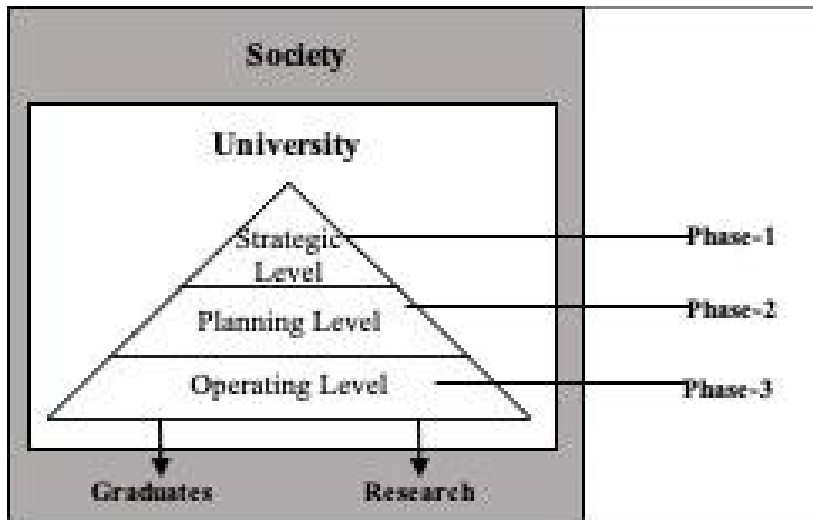 Society
University
Strategic
Level
Phase-1
Planning Level
Phase-2
Operating Level
Phase-3
Graduates
Research